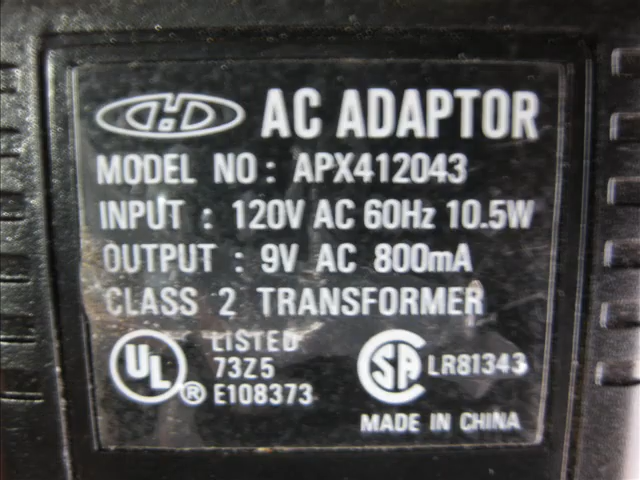 AC ADAPTOR
MODEL NO: APX412043
INPUT : 120V AC 60Hz 10.5W
OUTPUT : 9V AC 800mA
CLASS 2 TRANSFORMER
UL ® LISTED
73Z5
E108373
SA LR81343
MADE IN CHINA